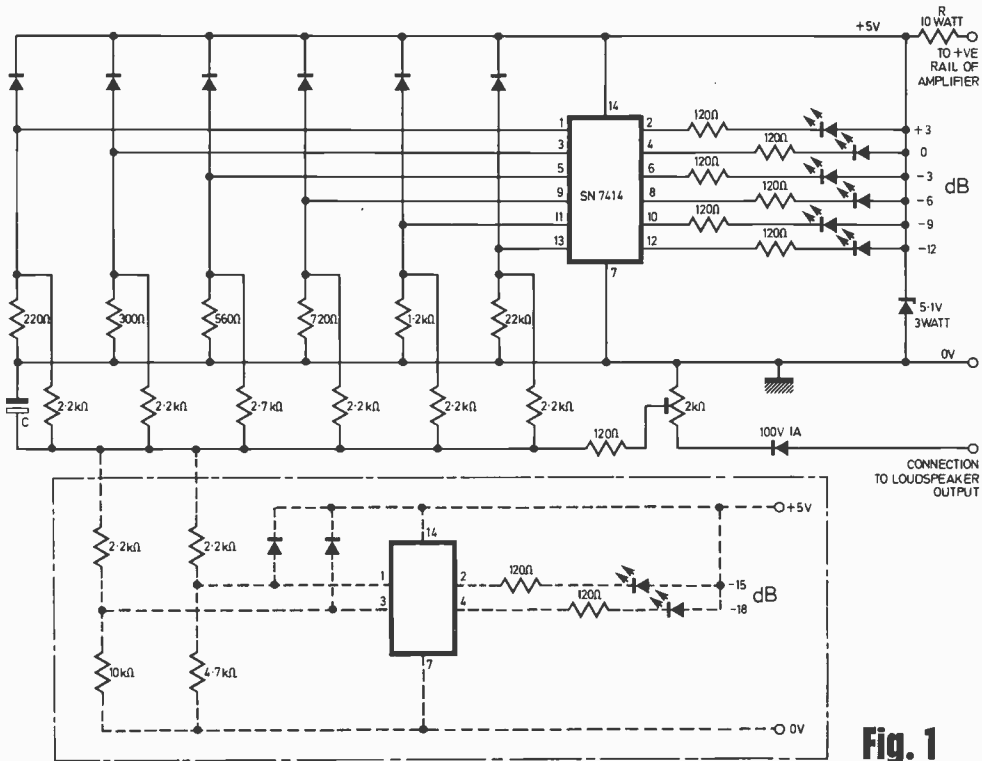 R
10 WATT
+5V
TO +VE
RAIL OF
AMPLIFIER
14
1
2
120Ω
+3
3
4
120Ω
0
5
6
120Ω
-3
SN 7414
dB
9
8
120Ω
-6
11
10
120Ω
-9
13
12
120Ω
-12
7
220Ω
300Ω
560Ω
720Ω
1·2kΩ
22kΩ
5·1V
3WATT
0V
C
2·2kΩ
2·2kΩ
2·7kΩ
2·2kΩ
2·2kΩ
2·2kΩ
2kΩ
120Ω
100V 1A
CONNECTION
TO LOUDSPEAKER
OUTPUT
+5V
14
2·2kΩ
2·2kΩ
1
2
120Ω
-15
dB
3
4
120Ω
-18
7
10kΩ
4·7kΩ
0V
Fig. 1